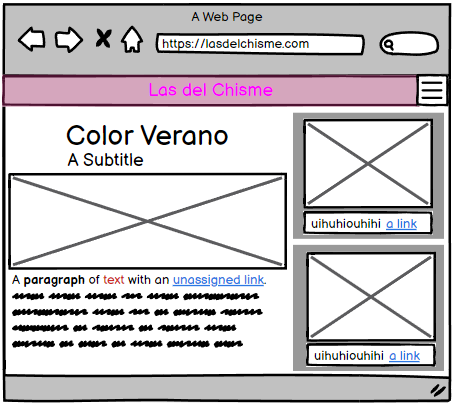 A Web Page
https://lasdelchisme.com
Las del Chisme
Color Verano
A Subtitle
A paragraph of text with an unassigned link.
uihuhiouhihi a link
uihuhiouhihi a link